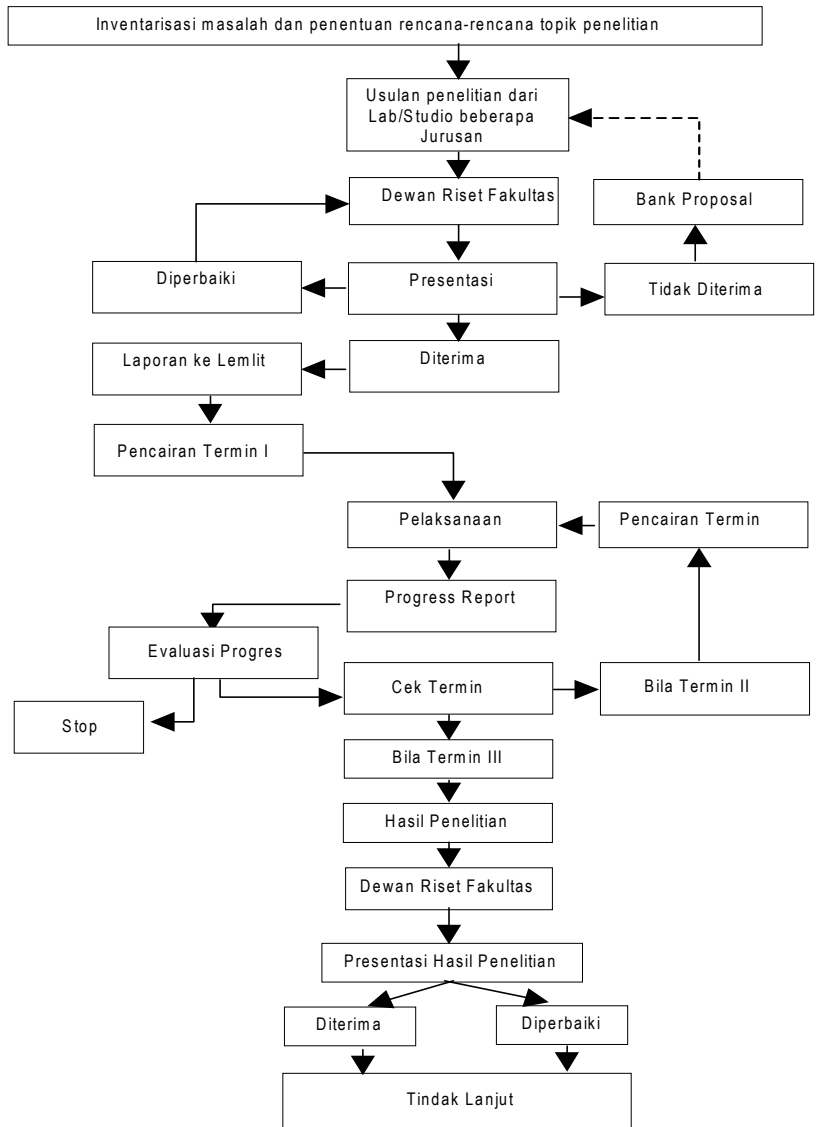 Inventarisasi masalah dan penentuan rencana-rencana topik penelitian
Usulan penelitian dari
Lab/Studio beberapa
Jurusan
Dewan Riset Fakultas
Bank Proposal
Diperbaiki
Presentasi
Tidak Diterima
Laporan ke Lemlit
Diterima
Pencairan Termin I
Pelaksanaan
Pencairan Termin
Progress Report
Evaluasi Progres
Cek Termin
Bila Termin II
Stop
Bila Termin III
Hasil Penelitian
Dewan Riset Fakultas
Presentasi Hasil Penelitian
Diterima
Diperbaiki
Tindak Lanjut